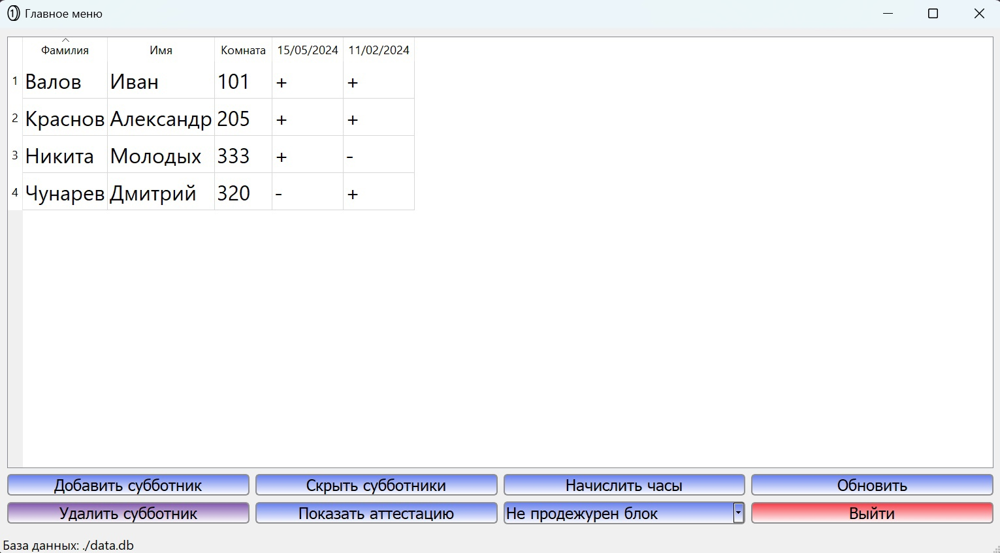 Главное меню
Фамилия Имя Комната 15/05/2024 11/02/2024
1 Валов Иван 101 + +
2 Краснов Александр 205 + +
3 Никита Молодых 333 + -
4 Чунарев Дмитрий 320 - +
Добавить субботник Скрыть субботники Начислить часы Обновить
Удалить субботник Показать аттестацию Не продежурен блок Выйти
База данных: ./data.db